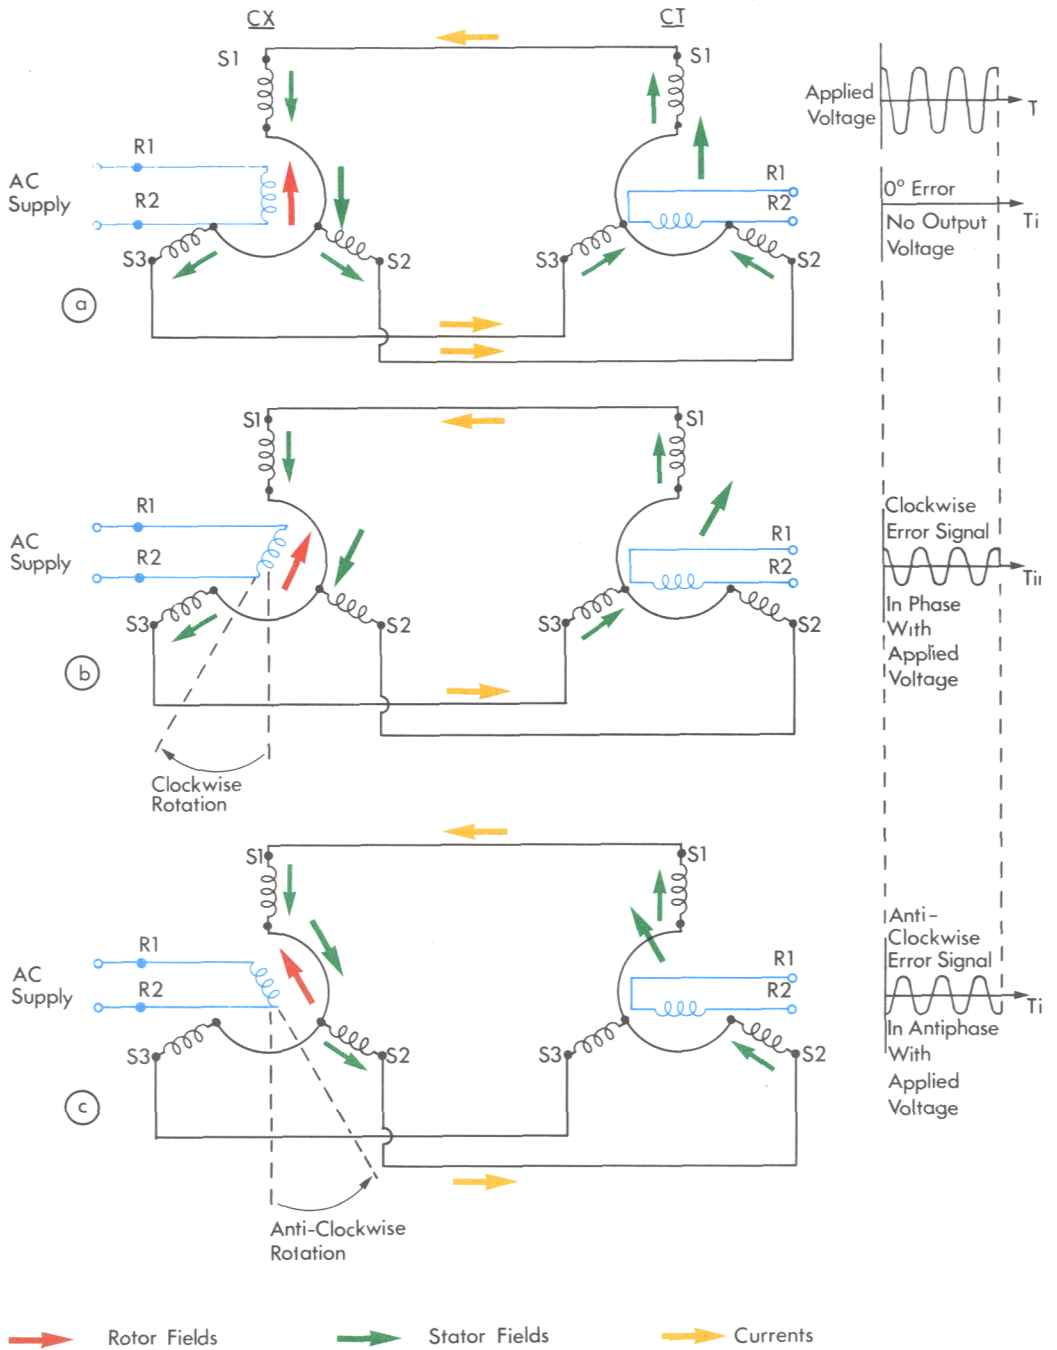 CX
CT
S1
S1
Applied
Voltage
T
R1
R2
AC
Supply
R1
R2
0° Error
No Output
Voltage
Ti
S3
S2
S3
S2
a
S1
S1
R1
R2
AC
Supply
R1
R2
Clockwise
Error Signal
In Phase
With
Applied
Voltage
S3
S2
S3
S2
b
Clockwise
Rotation
S1
S1
R1
R2
AC
Supply
R1
R2
Anti-
Clockwise
Error Signal
Ti
In Antiphase
With
Applied
Voltage
S3
S2
S3
S2
c
Anti-Clockwise
Rotation
Rotor Fields
Stator Fields
Currents